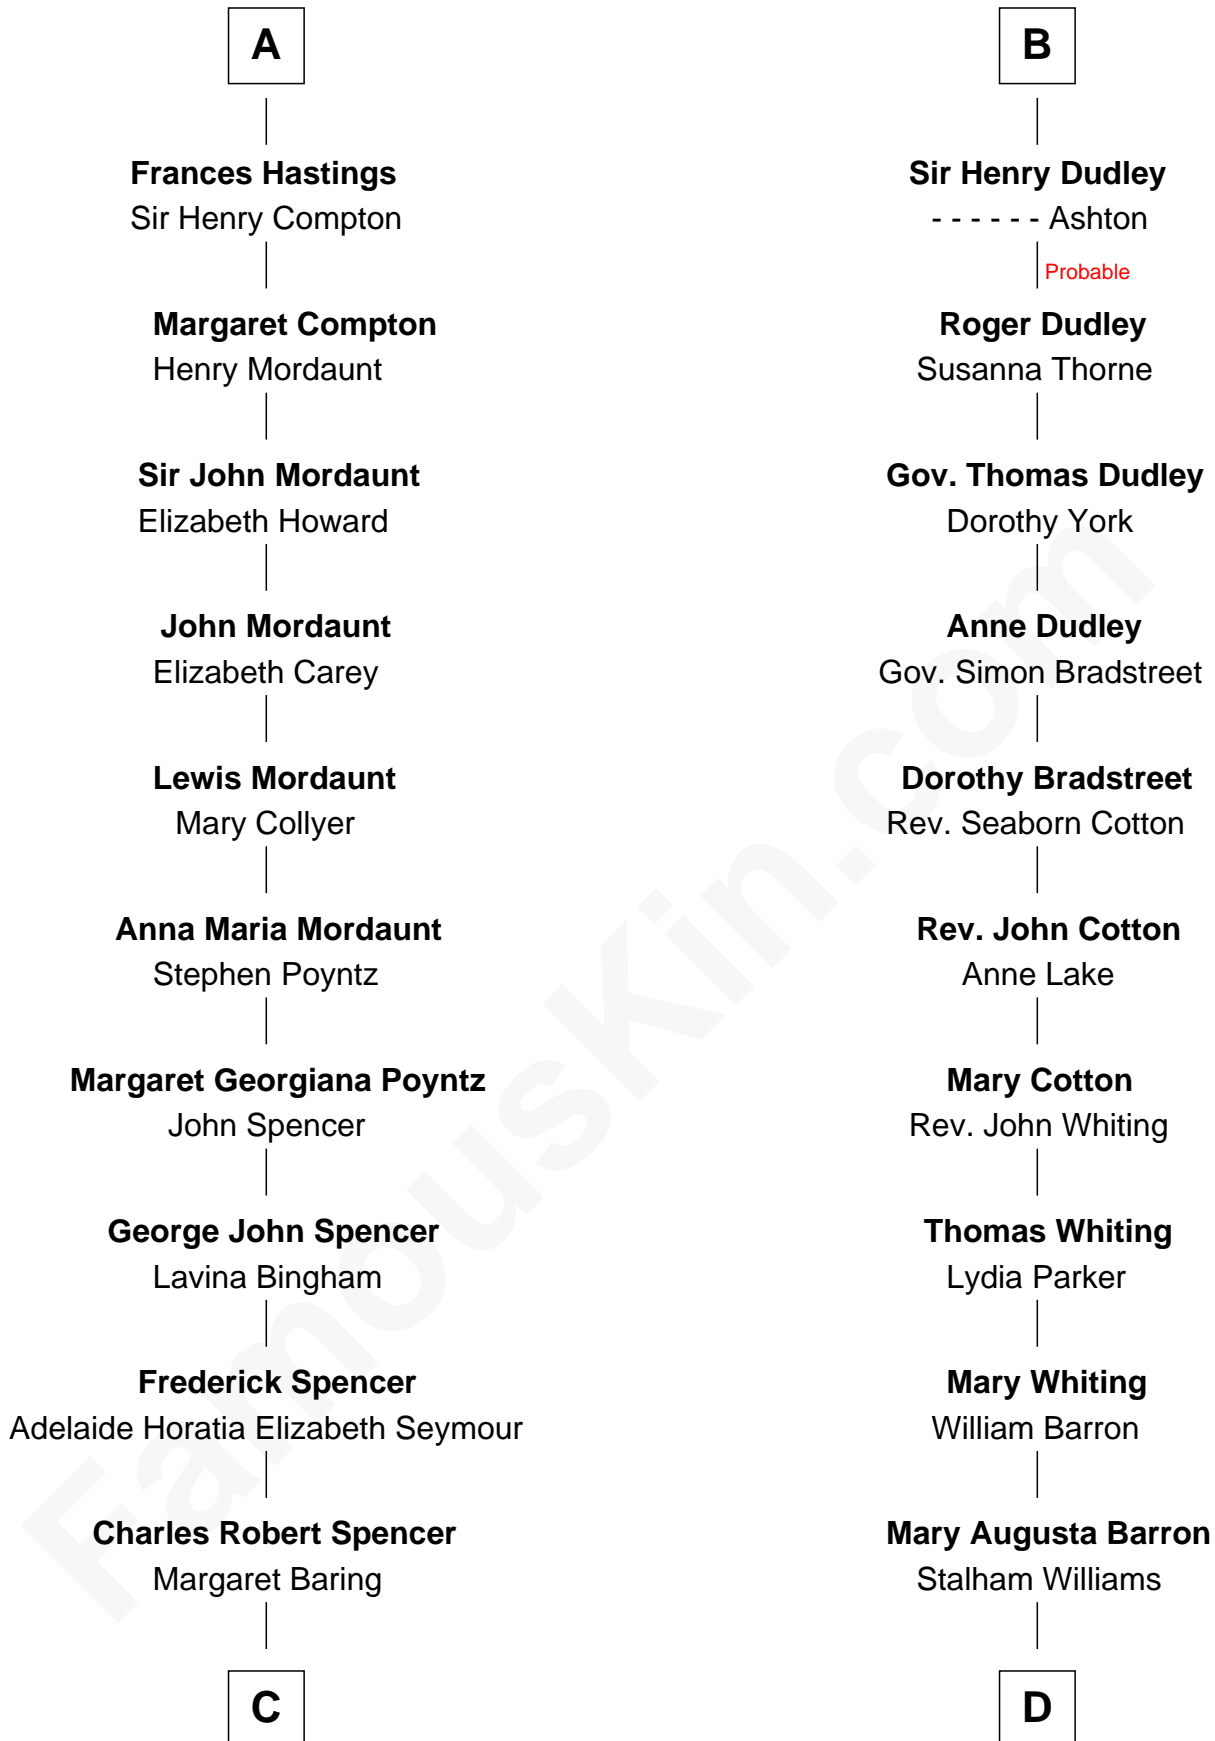 A
Frances Hastings
Sir Henry Compton
Margaret Compton
Henry Mordaunt
Sir John Mordaunt
Elizabeth Howard
John Mordaunt
Elizabeth Carey
Lewis Mordaunt
Mary Collyer
Anna Maria Mordaunt
Stephen Poyntz
Margaret Georgiana Poyntz
John Spencer
George John Spencer
Lavina Bingham
Frederick Spencer
Adelaide Horatia Elizabeth Seymour
Charles Robert Spencer
Margaret Baring
C
B
Sir Henry Dudley
- - - - - - Ashton
Probable
Roger Dudley
Susanna Thorne
Gov. Thomas Dudley
Dorothy York
Anne Dudley
Gov. Simon Bradstreet
Dorothy Bradstreet
Rev. Seaborn Cotton
Rev. John Cotton
Anne Lake
Mary Cotton
Rev. John Whiting
Thomas Whiting
Lydia Parker
Mary Whiting
William Barron
Mary Augusta Barron
Stalham Williams
D
FamousKin.com